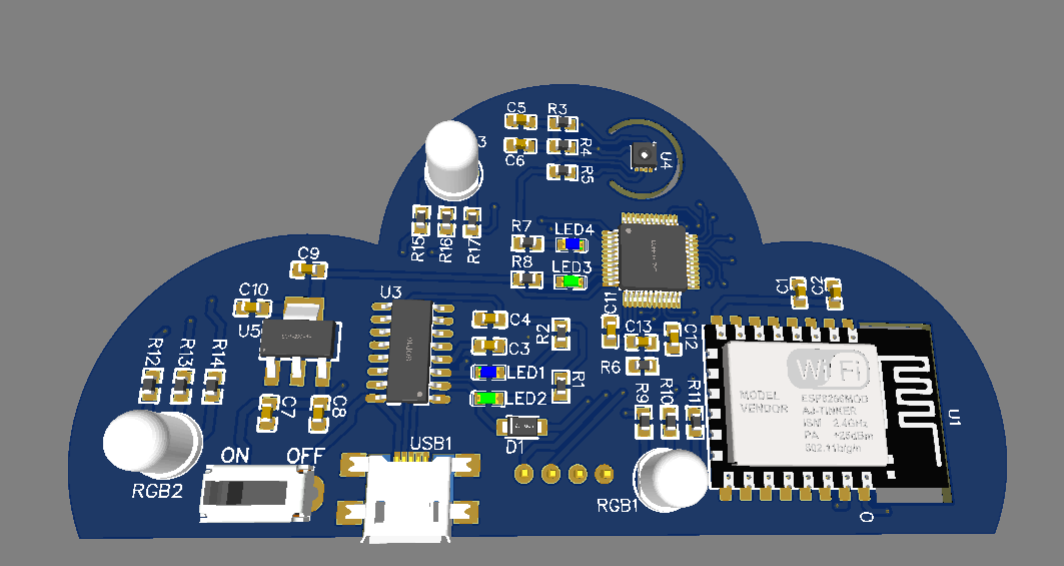 C5
R3
3
R4
C6
U4
R5
R15
R16
R17
R7
LED4
R8
LED3
C9
C10
U3
C11
C1
C2
U5
C4
C13
R2
C12
C3
R12
R13
R14
R6
LED1
R1
LED2
R9
R10
R11
WiFi
MODEL
VENDOR
ESP8266MOD
AI-THINKER
ISM 2.4GHz
PA +25dBm
802.11b/g/n
U1
C7
C8
D1
USB1
ON OFF
RGB2
RGB1